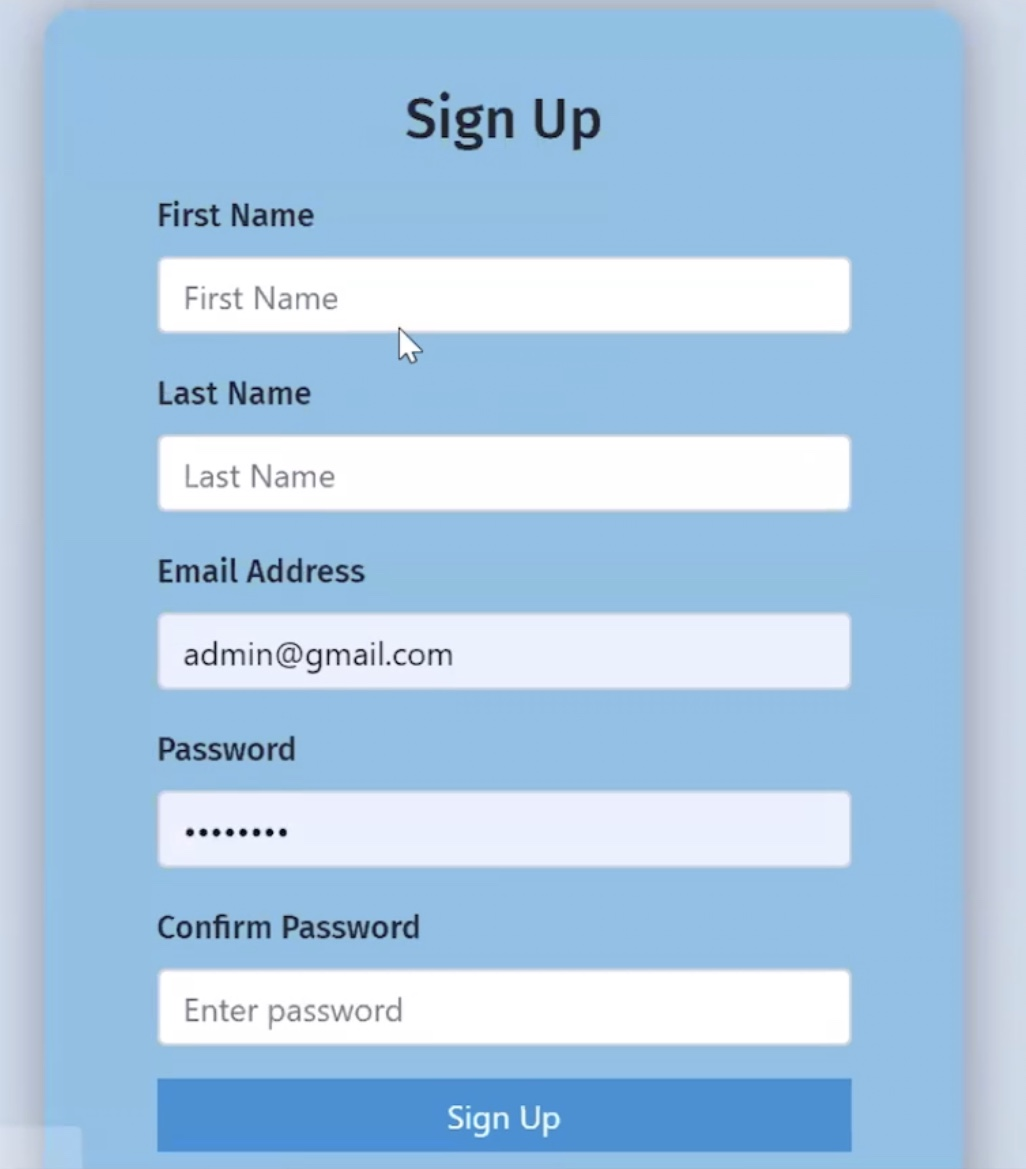 Sign Up
First Name
First Name
Last Name
Last Name
Email Address
admin@gmail.com
Password
••••••••
Confirm Password
Enter password
Sign Up